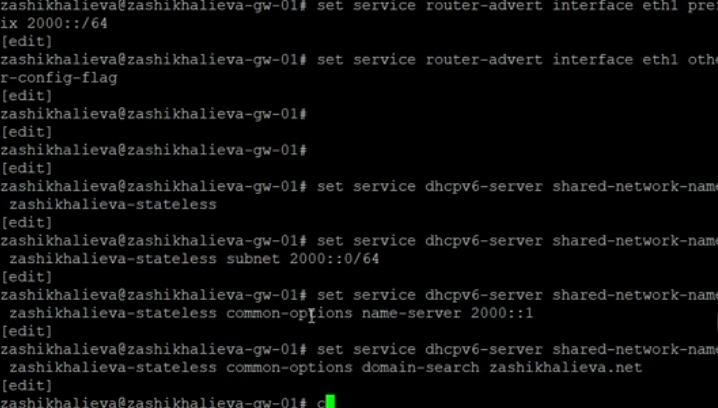 zashikhalieva@zashikhalieva-gw-01# set service router-advert interface eth1 pref
ix 2000::/64
[edit]
zashikhalieva@zashikhalieva-gw-01# set service router-advert interface eth1 othe
r-config-flag
[edit]
zashikhalieva@zashikhalieva-gw-01#
[edit]
zashikhalieva@zashikhalieva-gw-01#
[edit]
zashikhalieva@zashikhalieva-gw-01# set service dhcpv6-server shared-network-name
zashikhalieva-stateless
[edit]
zashikhalieva@zashikhalieva-gw-01# set service dhcpv6-server shared-network-name
zashikhalieva-stateless subnet 2000::0/64
[edit]
zashikhalieva@zashikhalieva-gw-01# set service dhcpv6-server shared-network-name
zashikhalieva-stateless common-options name-server 2000::1
[edit]
zashikhalieva@zashikhalieva-gw-01# set service dhcpv6-server shared-network-name
zashikhalieva-stateless common-options domain-search zashikhalieva.net
[edit]
zashikhalieva@zashikhalieva-gw-01# c